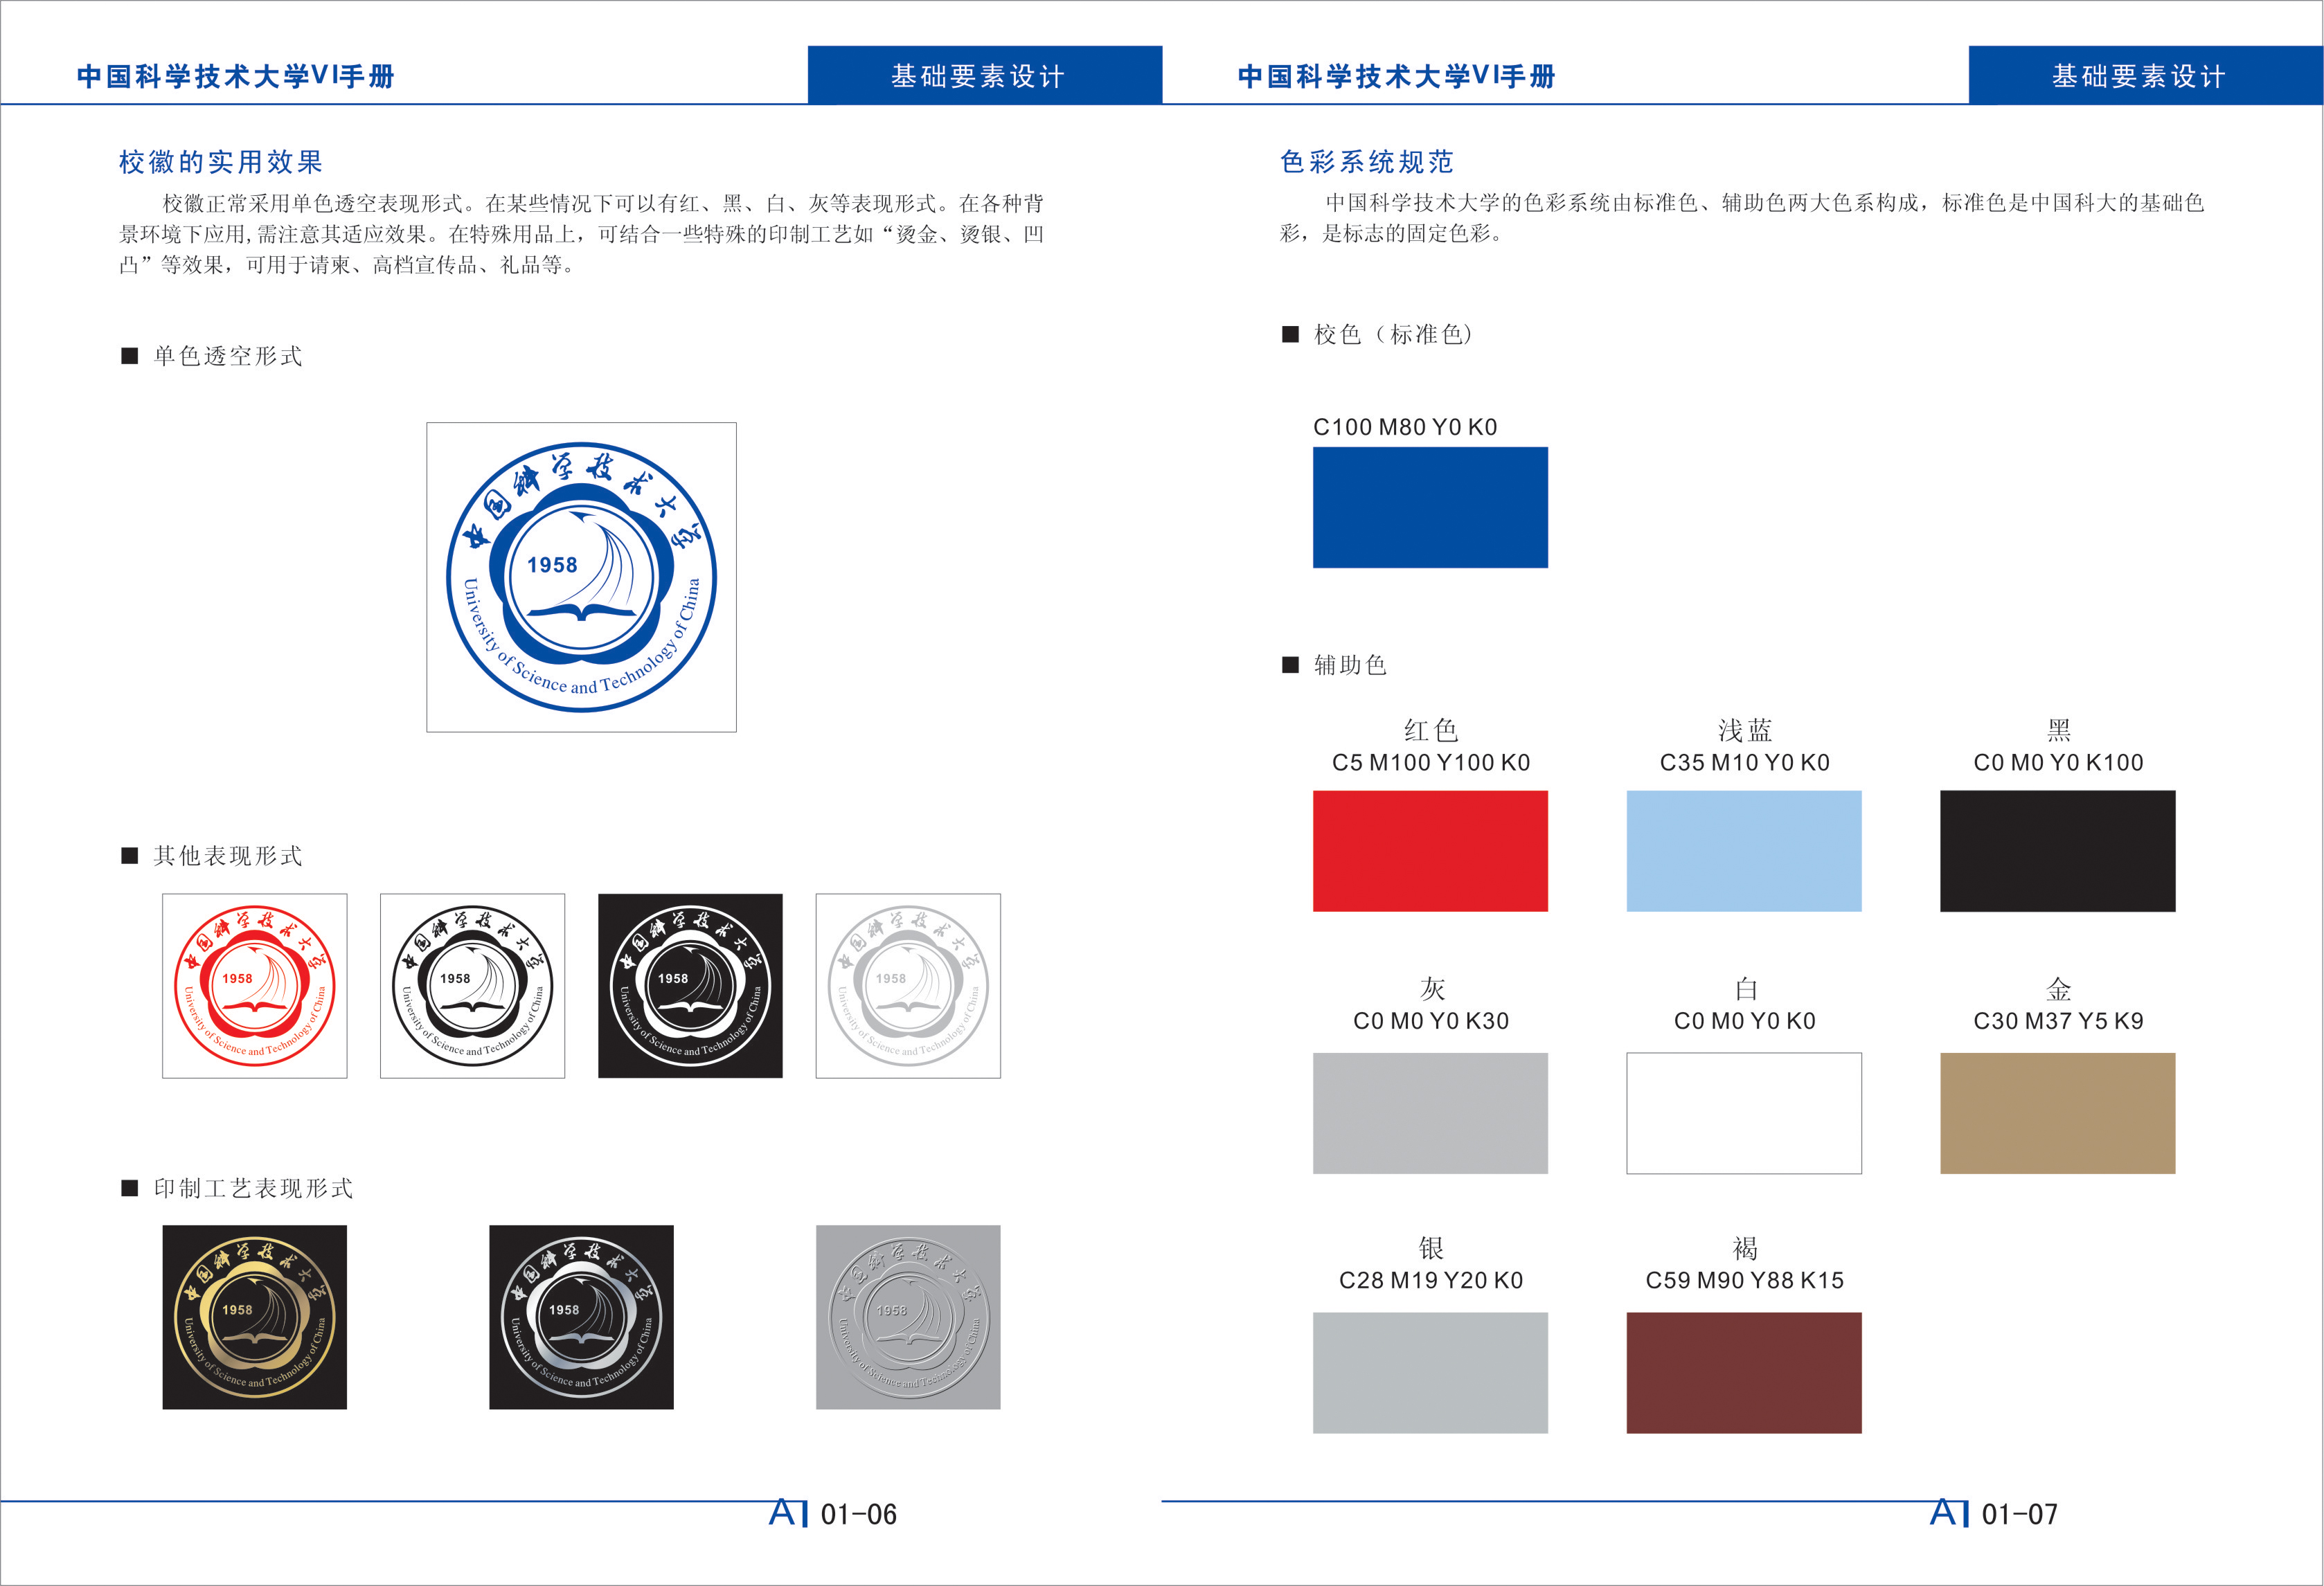 中国科学技术大学VI手册
基础要素设计
校徽的实用效果
校徽正常采用单色透空表现形式。在某些情况下可以有红、黑、白、灰等表现形式。在各种背
景环境下应用,需注意其适应效果。在特殊用品上，可结合一些特殊的印制工艺如“烫金、烫银、凹
凸”等效果，可用于请柬、高档宣传品、礼品等。
■ 单色透空形式
中国科学技术大学
1958
University of Science and Technology of China
■ 其他表现形式
中国科学技术大学
1958
University of Science and Technology of China
中国科学技术大学
1958
University of Science and Technology of China
中国科学技术大学
1958
University of Science and Technology of China
中国科学技术大学
1958
University of Science and Technology of China
■ 印制工艺表现形式
中国科学技术大学
1958
University of Science and Technology of China
中国科学技术大学
1958
University of Science and Technology of China
中国科学技术大学
1958
University of Science and Technology of China
A1 01-06
中国科学技术大学VI手册
基础要素设计
色彩系统规范
中国科学技术大学的色彩系统由标准色、辅助色两大色系构成，标准色是中国科大的基础色
彩，是标志的固定色彩。
■ 校色（标准色)
C100 M80 Y0 K0
■ 辅助色
红色
C5 M100 Y100 K0
浅蓝
C35 M10 Y0 K0
黑
C0 M0 Y0 K100
灰
C0 M0 Y0 K30
白
C0 M0 Y0 K0
金
C30 M37 Y5 K9
银
C28 M19 Y20 K0
褐
C59 M90 Y88 K15
A1 01-07